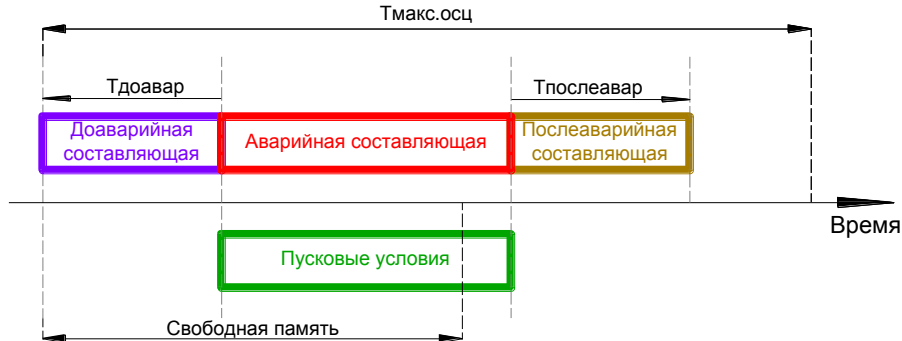 Тмакс.осц
Тдоавар
Тпослеавар
Доаварийная
составляющая
Аварийная составляющая
Послеаварийная
составляющая
Время
Пусковые условия
Свободная память